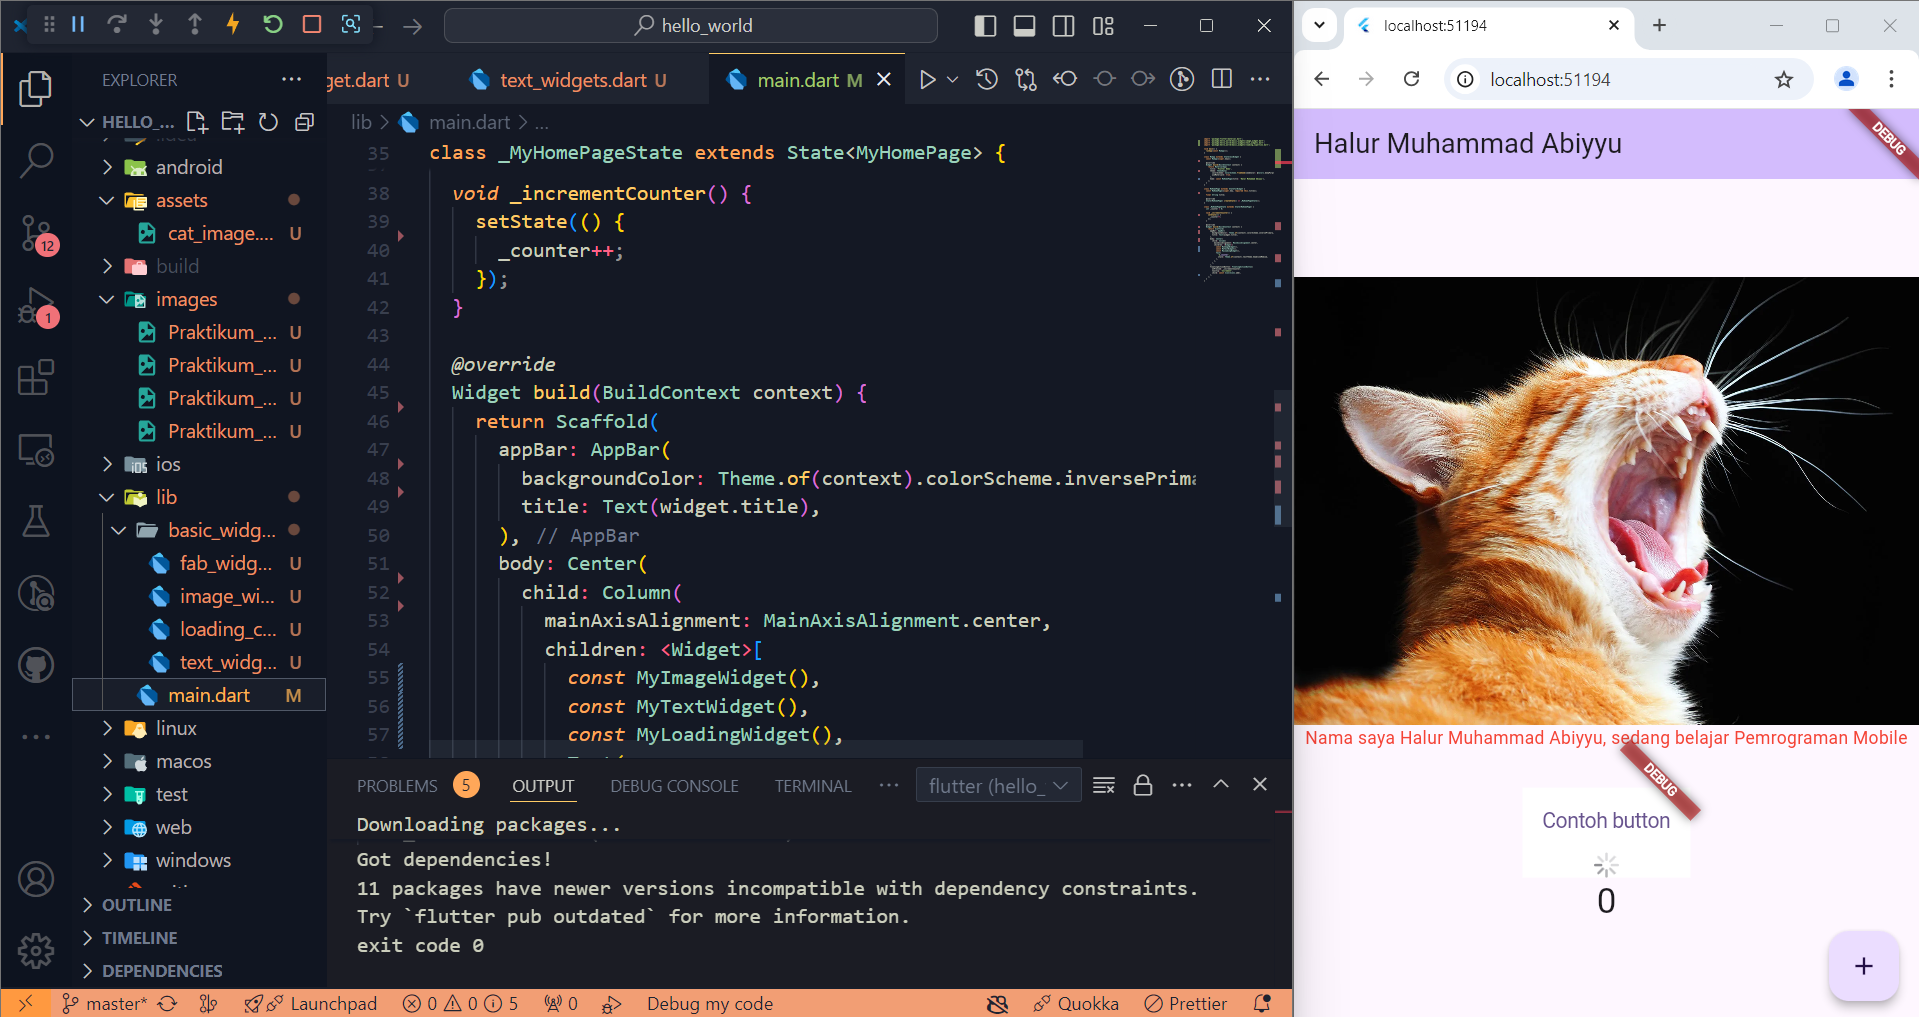 hello_world
EXPLORER
HELLO_...
android
assets
cat_image.... U
build
images
Praktikum_... U
Praktikum_... U
Praktikum_... U
Praktikum_... U
ios
lib
basic_widg...
fab_widg... U
image_wi... U
loading_c... U
text_widg... U
main.dart M
linux
macos
test
web
windows
OUTLINE
TIMELINE
DEPENDENCIES
12
1
get.dart U
text_widgets.dart U
main.dart M
lib > main.dart > ...
35 class _MyHomePageState extends State<MyHomePage> {
38 void _incrementCounter() {
39 setState(() {
40 _counter++;
41 });
42 }
43
44 @override
45 Widget build(BuildContext context) {
46 return Scaffold(
47 appBar: AppBar(
48 backgroundColor: Theme.of(context).colorScheme.inversePrima
49 title: Text(widget.title),
50 ), // AppBar
51 body: Center(
52 child: Column(
53 mainAxisAlignment: MainAxisAlignment.center,
54 children: <Widget>[
55 const MyImageWidget(),
56 const MyTextWidget(),
57 const MyLoadingWidget(),
PROBLEMS 5 OUTPUT DEBUG CONSOLE TERMINAL ... flutter (hello_
Downloading packages...
Got dependencies!
11 packages have newer versions incompatible with dependency constraints.
Try `flutter pub outdated` for more information.
exit code 0
master* Launchpad 0 0 5 0 Debug my code Quokka Prettier
localhost:51194
localhost:51194
Halur Muhammad Abiyyu
DEBUG
Nama saya Halur Muhammad Abiyyu, sedang belajar Pemrograman Mobile
DEBUG
Contoh button
0
+